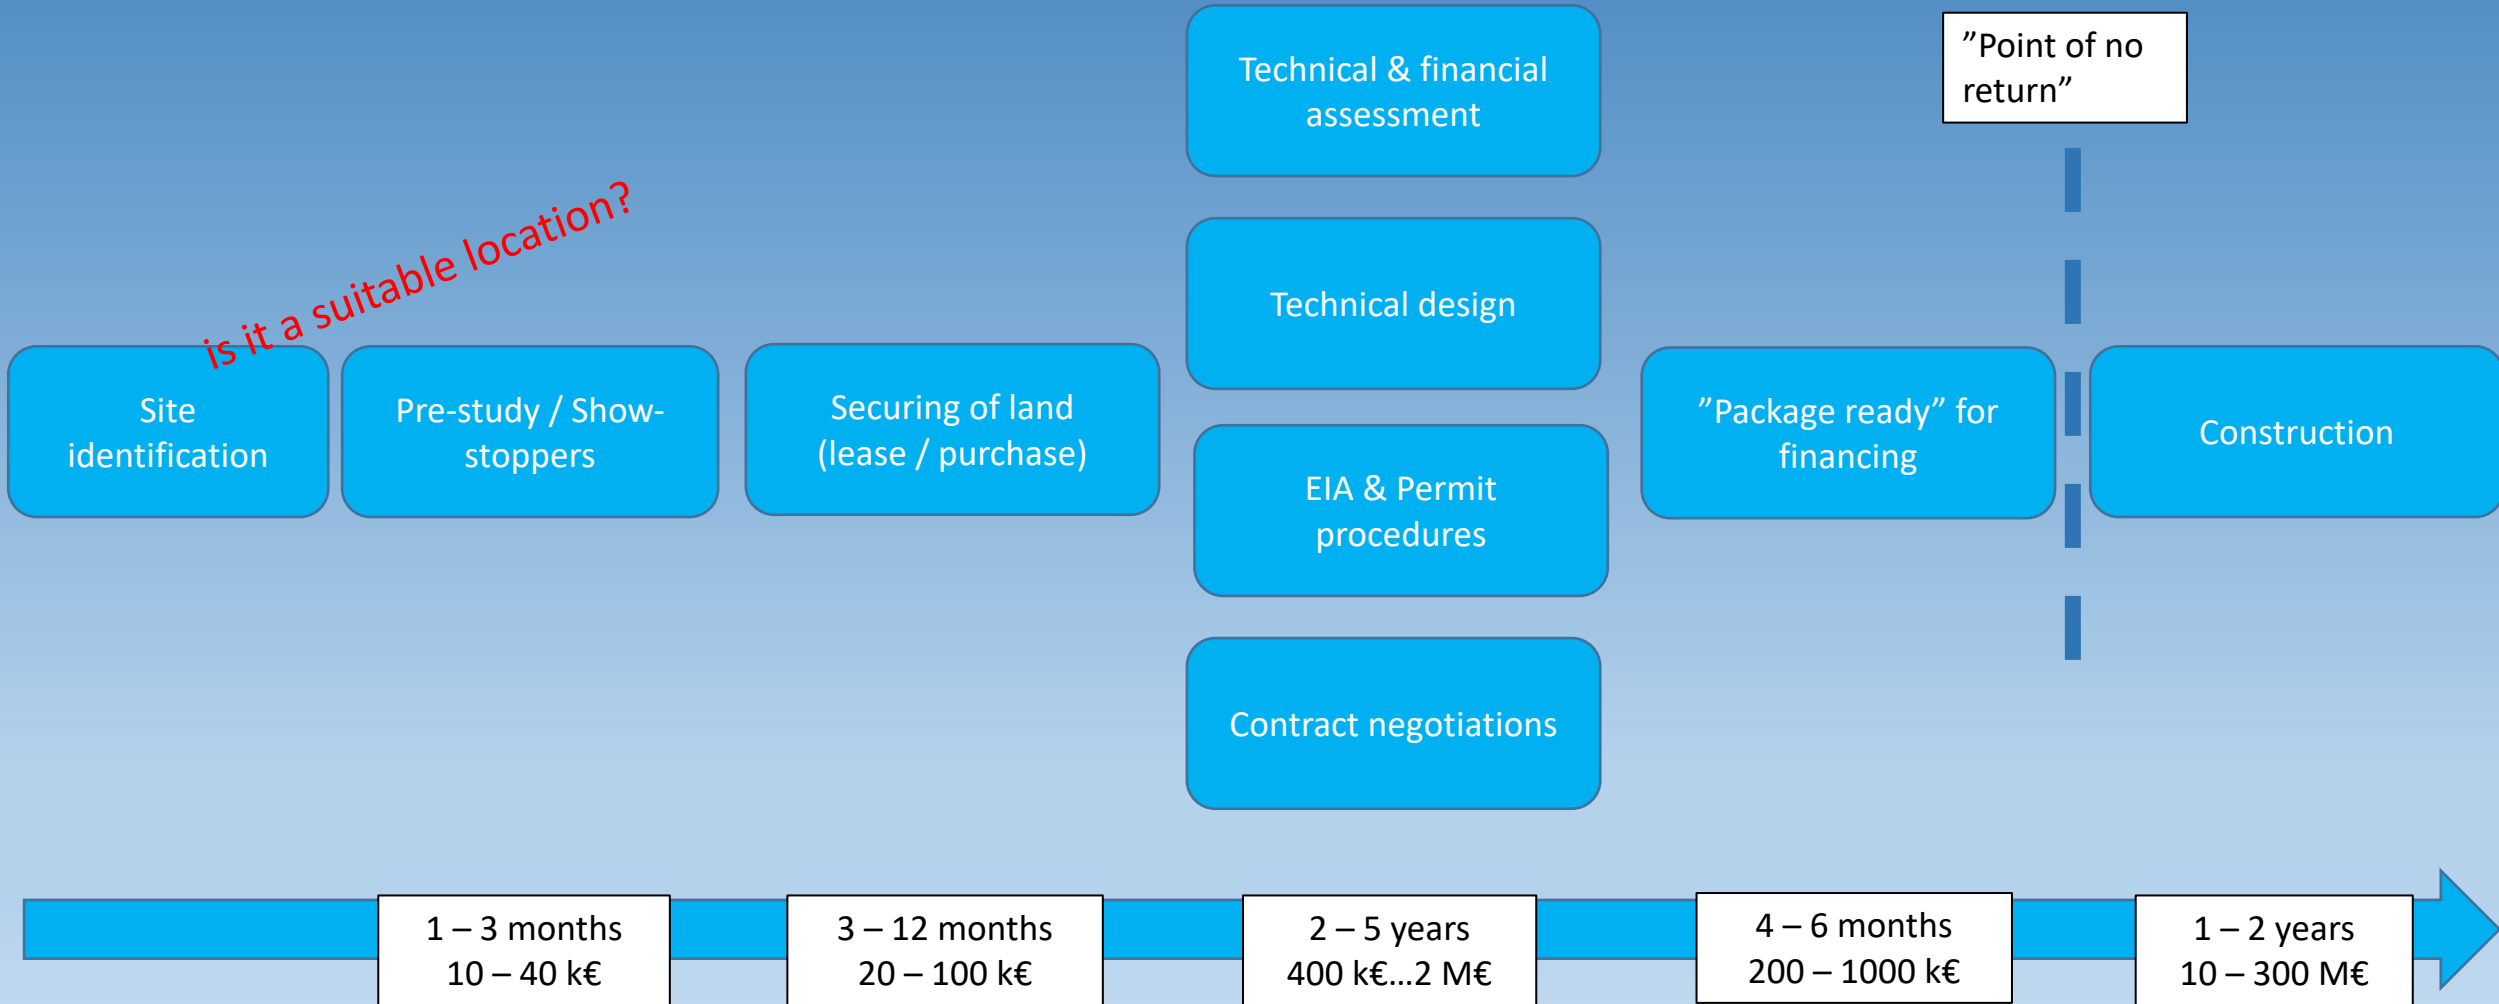 Technical & financial
assessment
”Point of no
return”
is it a suitable location?
Technical design
Site
identification
Pre-study / Show-
stoppers
Securing of land
(lease / purchase)
EIA & Permit
procedures
”Package ready” for
financing
Construction
Contract negotiations
1 – 3 months
10 – 40 k€
3 – 12 months
20 – 100 k€
2 – 5 years
400 k€...2 M€
4 – 6 months
200 – 1000 k€
1 – 2 years
10 – 300 M€